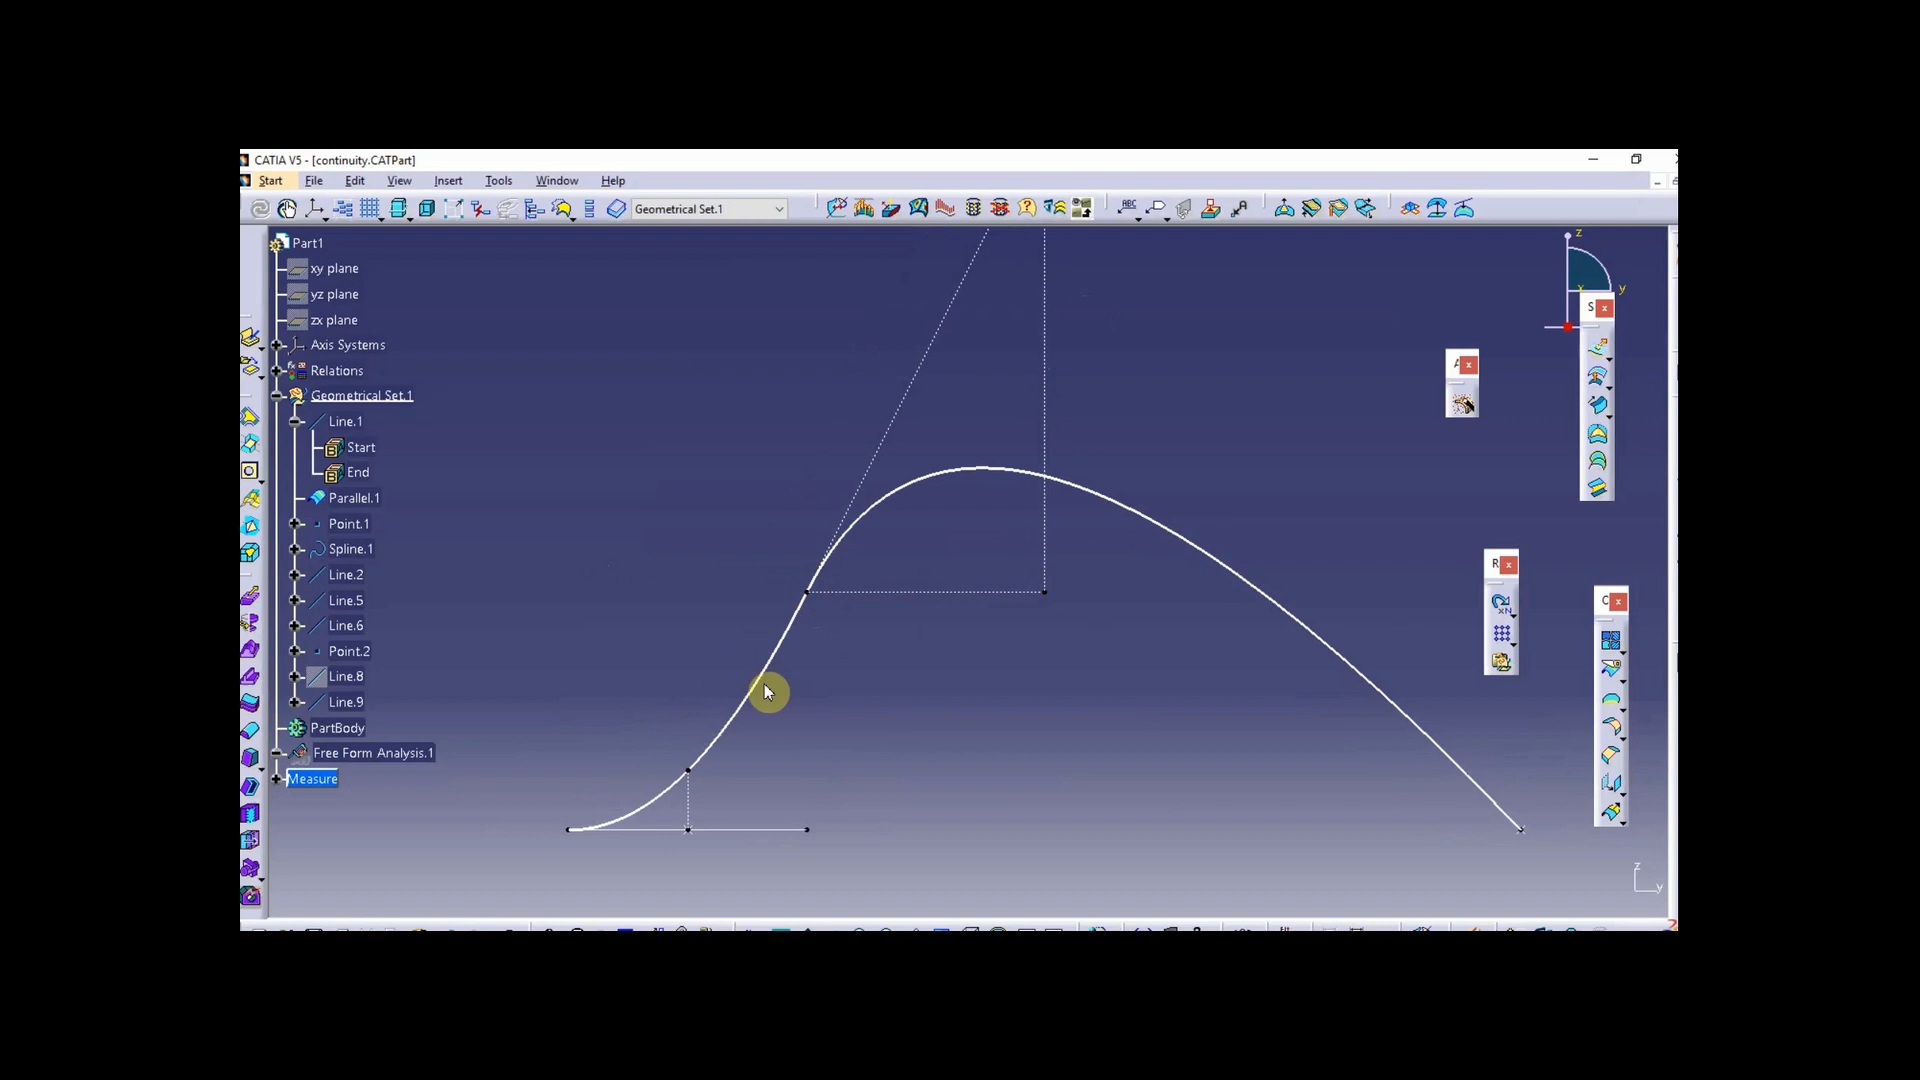 CATIA V5 - [continuity.CATPart]
Start File Edit View Insert Tools Window Help
Geometrical Set.1
ABC
Part1
xy plane
yz plane
zx plane
Axis Systems
Relations
Geometrical Set.1
Line.1
Start
End
Parallel.1
Point.1
Spline.1
Line.2
Line.5
Line.6
Point.2
Line.8
Line.9
PartBody
Free Form Analysis.1
Measure
z
x
y
S
A
R
C
z
y